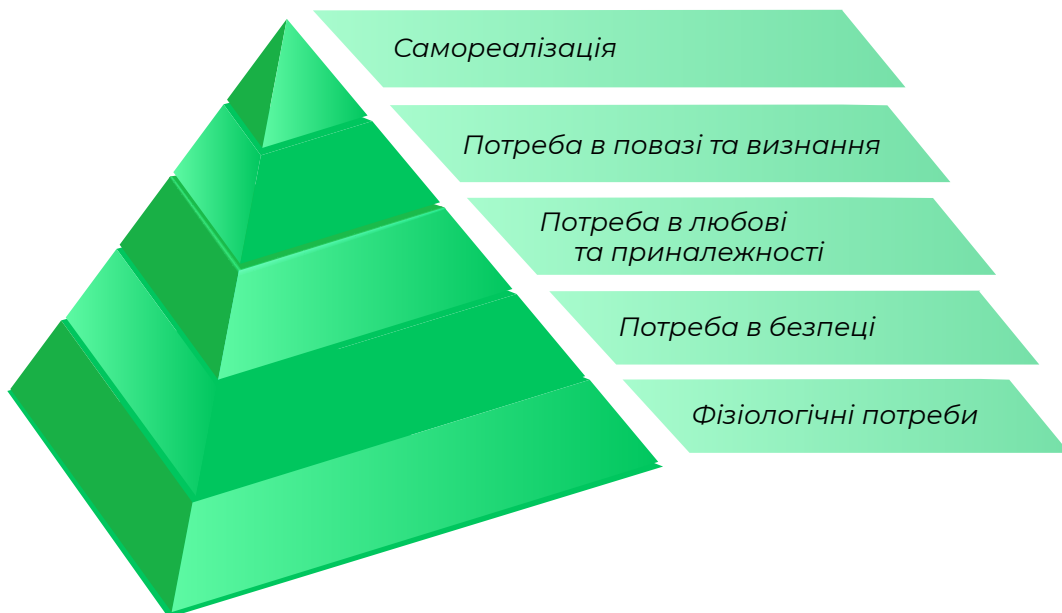 Самореалізація
Потреба в повазі та визнання
Потреба в любові
та приналежності
Потреба в безпеці
Фізіологічні потреби